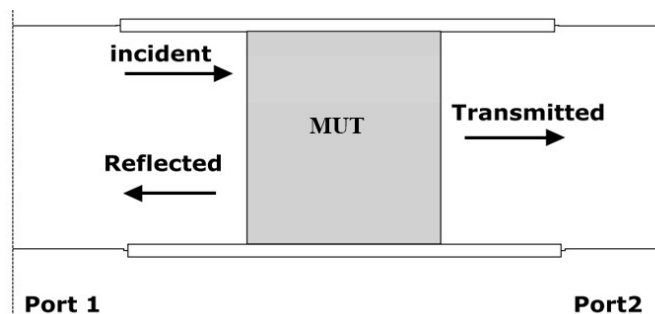 incident
MUT
Transmitted
Reflected
Port 1
Port2